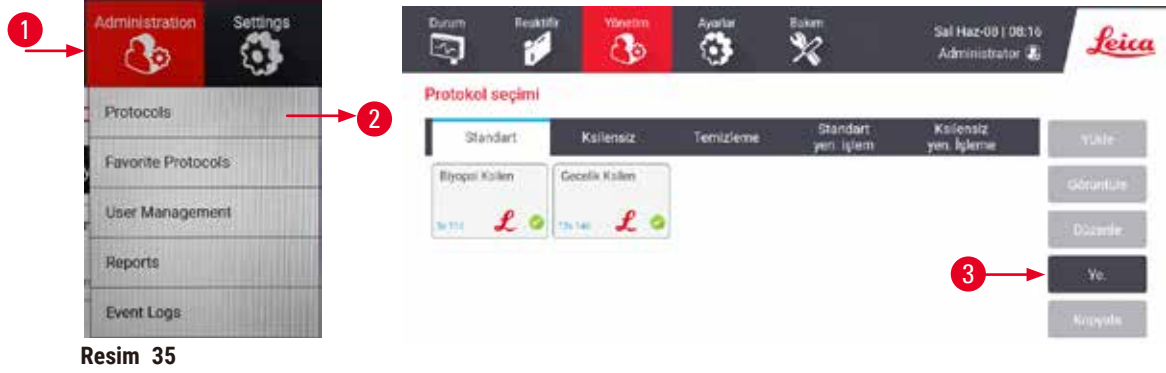 1
Administration Settings
Protocols
2
Favorite Protocols
User Management
Reports
Event Logs
Durum Reaktifr Yönetim Ayarlar Bakım
Sal Haz-08 | 08:16
Administrator
Leica
Protokol seçimi
Standart Ksilensiz Temizleme Standart yen. işlem Ksilensiz yen. İşleme
Yükle
Biyopsi Ksilen Gecelik Ksilen
Görüntüle
Düzenle
3
Ye.
Kopyala
Resim 35